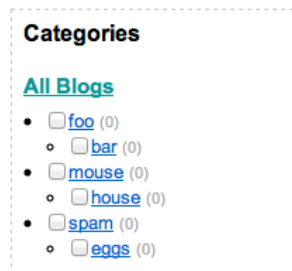 Categories
All Blogs
foo (0)
bar (0)
mouse (0)
house (0)
spam (0)
eggs (0)